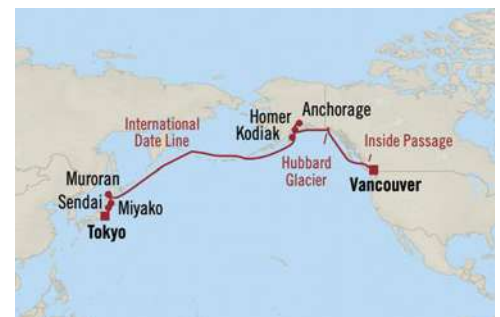 Homer
Anchorage
Kodiak
International
Date Line
Inside Passage
Hubbard
Glacier
Vancouver
Muroran
Sendai
Miyako
Tokyo